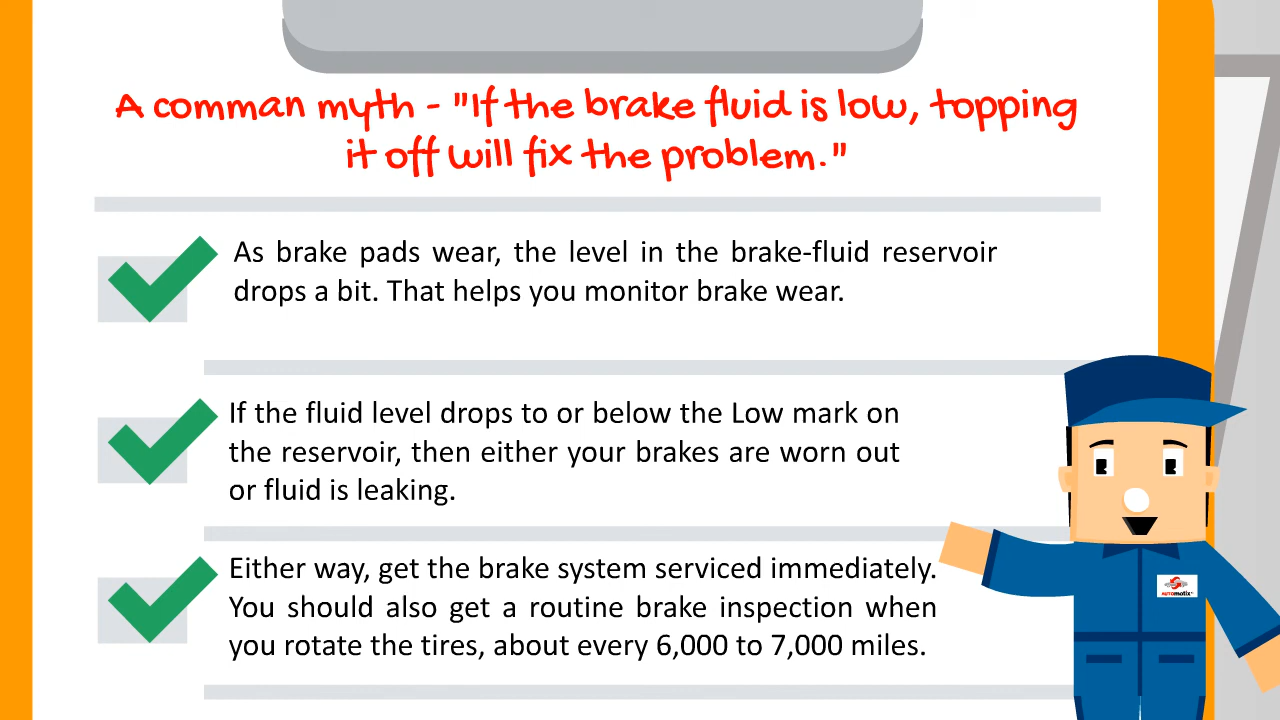 A comman myth - "If the brake fluid is low, topping
it off will fix the problem."
As brake pads wear, the level in the brake-fluid reservoir
drops a bit. That helps you monitor brake wear.
If the fluid level drops to or below the Low mark on
the reservoir, then either your brakes are worn out
or fluid is leaking.
Either way, get the brake system serviced immediately.
You should also get a routine brake inspection when
you rotate the tires, about every 6,000 to 7,000 miles.
AUTOmatix